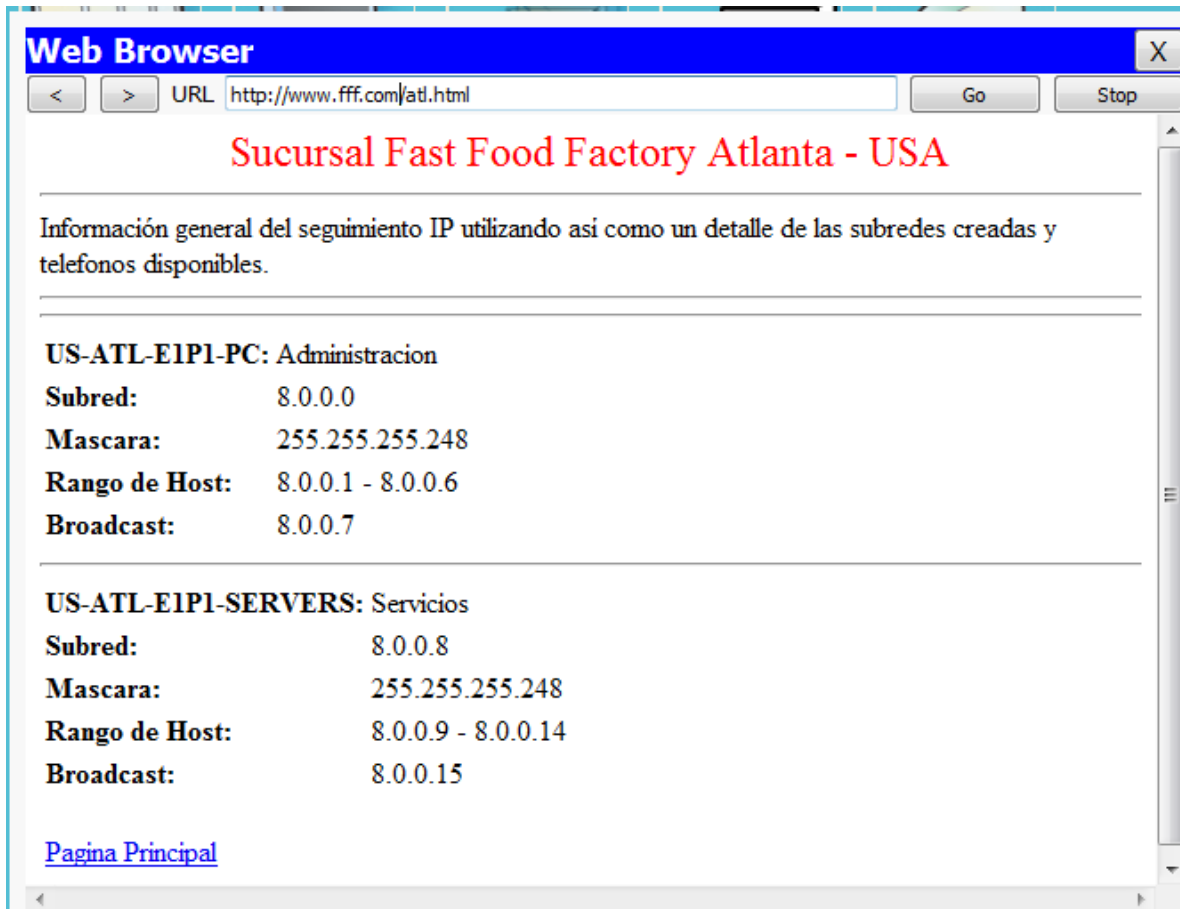 Web Browser X
< > URL http://www.fff.com/atl.html Go Stop
Sucursal Fast Food Factory Atlanta - USA
Información general del seguimiento IP utilizando así como un detalle de las subredes creadas y
telefonos disponibles.
US-ATL-E1P1-PC: Administracion
Subred: 8.0.0.0
Mascara: 255.255.255.248
Rango de Host: 8.0.0.1 - 8.0.0.6
Broadcast: 8.0.0.7
US-ATL-E1P1-SERVERS: Servicios
Subred: 8.0.0.8
Mascara: 255.255.255.248
Rango de Host: 8.0.0.9 - 8.0.0.14
Broadcast: 8.0.0.15
Pagina Principal